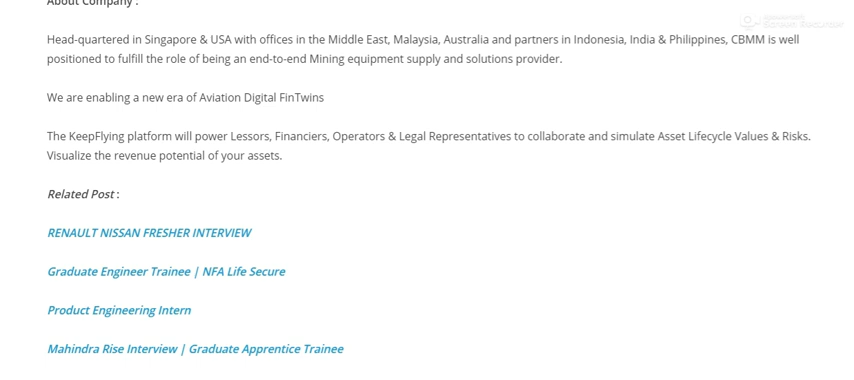 About Company :
Head-quartered in Singapore & USA with offices in the Middle East, Malaysia, Australia and partners in Indonesia, India & Philippines, CBMM is well
positioned to fulfill the role of being an end-to-end Mining equipment supply and solutions provider.
We are enabling a new era of Aviation Digital FinTwins
The KeepFlying platform will power Lessors, Financiers, Operators & Legal Representatives to collaborate and simulate Asset Lifecycle Values & Risks.
Visualize the revenue potential of your assets.
Related Post :
RENAULT NISSAN FRESHER INTERVIEW
Graduate Engineer Trainee | NFA Life Secure
Product Engineering Intern
Mahindra Rise Interview | Graduate Apprentice Trainee